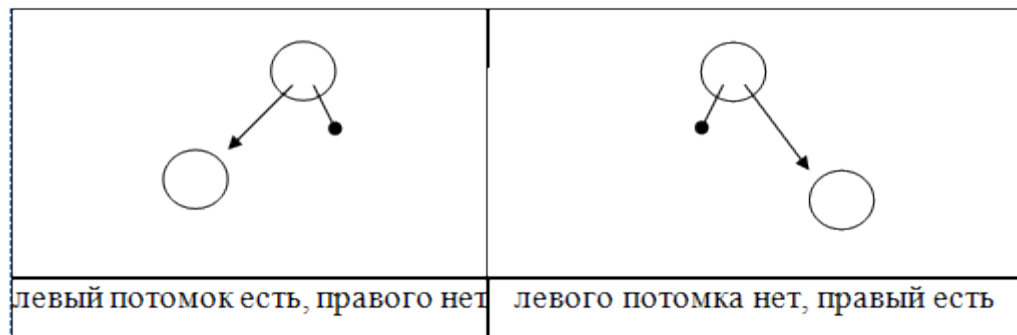 левый потомок есть, правого нет
левого потомка нет, правый есть